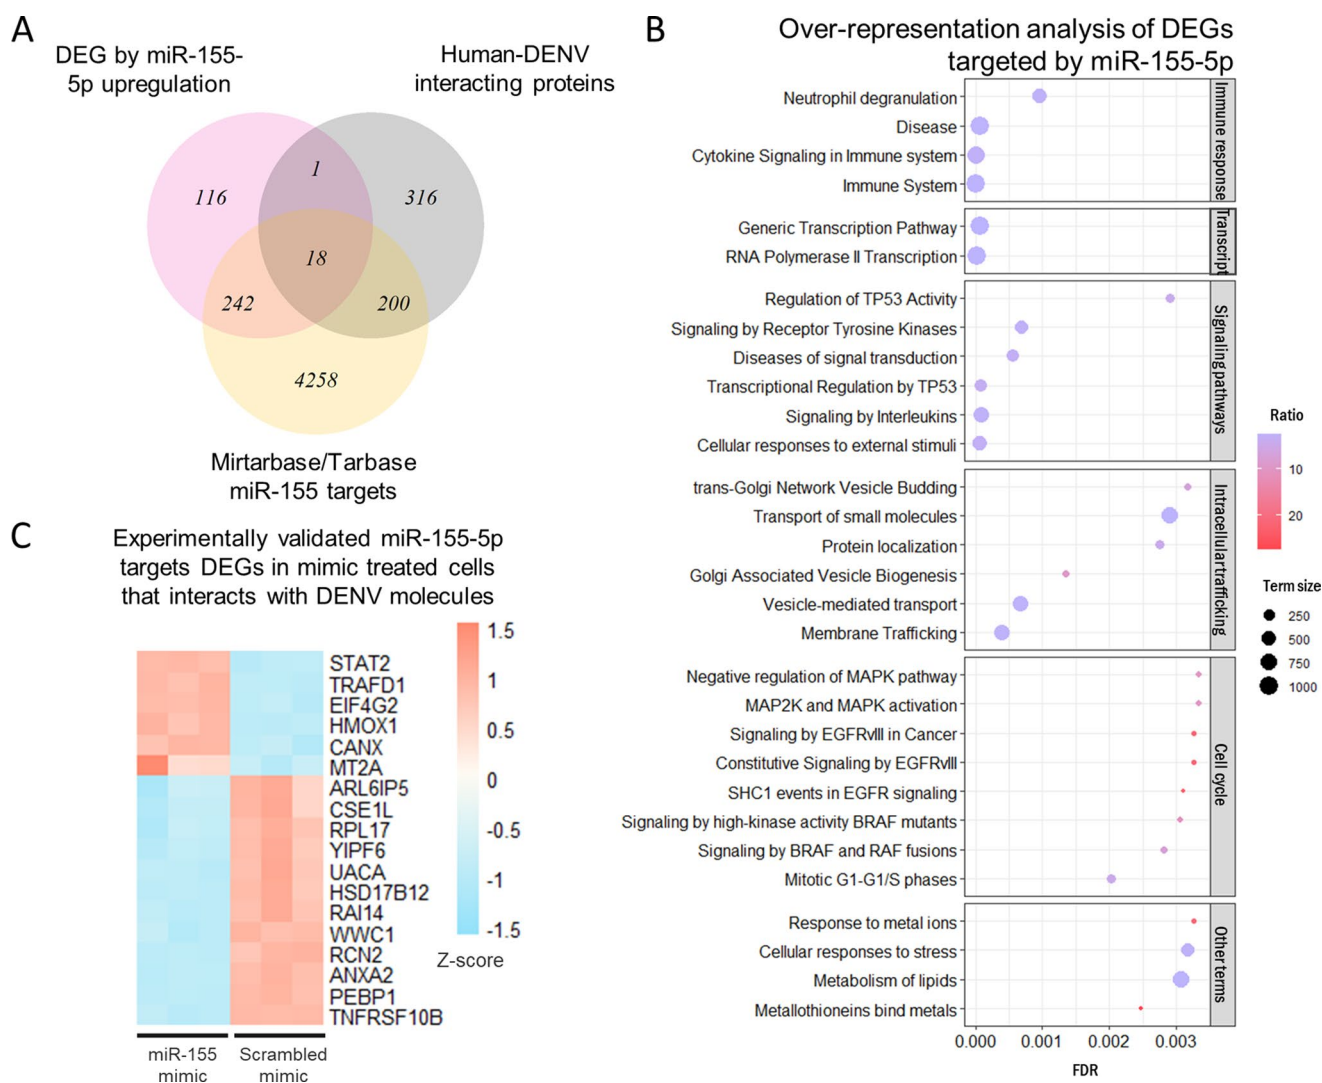 A
DEG by miR-155-
5p upregulation
Human-DENV
interacting proteins
116
1
316
18
242
200
4258
Mirtarbase/Tarbase
miR-155 targets
B
Over-representation analysis of DEGs
targeted by miR-155-5p
Neutrophil degranulation
Disease
Cytokine Signaling in Immune system
Immune System
Immune response
Generic Transcription Pathway
RNA Polymerase II Transcription
Transcript
Regulation of TP53 Activity
Signaling by Receptor Tyrosine Kinases
Diseases of signal transduction
Transcriptional Regulation by TP53
Signaling by Interleukins
Cellular responses to external stimuli
Signaling pathways
trans-Golgi Network Vesicle Budding
Transport of small molecules
Protein localization
Golgi Associated Vesicle Biogenesis
Vesicle-mediated transport
Membrane Trafficking
Intracellular trafficking
Negative regulation of MAPK pathway
MAP2K and MAPK activation
Signaling by EGFRvIII in Cancer
Constitutive Signaling by EGFRvIII
SHC1 events in EGFR signaling
Signaling by high-kinase activity BRAF mutants
Signaling by BRAF and RAF fusions
Mitotic G1-G1/S phases
Cell cycle
Response to metal ions
Cellular responses to stress
Metabolism of lipids
Metallothioneins bind metals
Other terms
0.000
0.001
0.002
0.003
FDR
Ratio
10
20
Term size
250
500
750
1000
C
Experimentally validated miR-155-5p
targets DEGs in mimic treated cells
that interacts with DENV molecules
STAT2
TRAFD1
EIF4G2
HMOX1
CANX
MT2A
ARL6IP5
CSE1L
RPL17
YIPF6
UACA
HSD17B12
RAI14
WWC1
RCN2
ANXA2
PEBP1
TNFRSF10B
1.5
1
0.5
0
-0.5
-1
-1.5
Z-score
miR-155
mimic
Scrambled
mimic